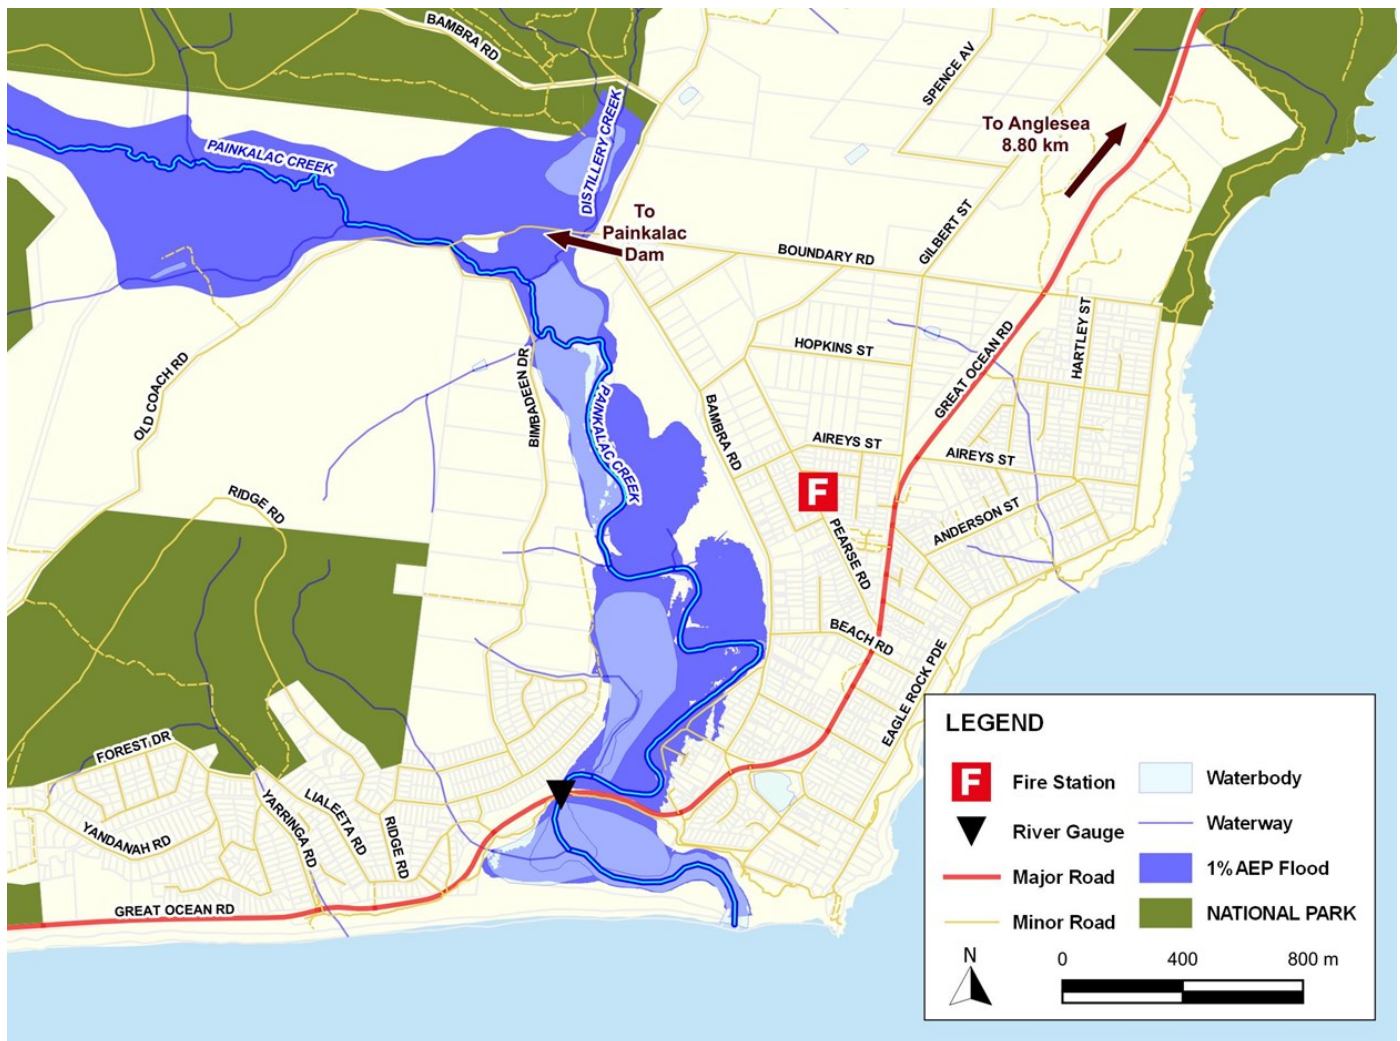 BAMBRA RD
SPENCE AV
To Anglesea
8.80 km
PAINKALAC CREEK
DISTILLERY CREEK
To
Painkalac
Dam
GILBERT ST
BOUNDARY RD
HARTLEY ST
HOPKINS ST
GREAT OCEAN RD
OLD COACH RD
BIMBADEEN DR
PAINKALAC CREEK
BAMBRA RD
AIREYS ST
AIREYS ST
F
RIDGE RD
ANDERSON ST
PEARSE RD
BEACH RD
EAGLE ROCK PDE
FOREST DR
YANDANAH RD
YARRINGA RD
LIALEETA RD
RIDGE RD
GREAT OCEAN RD
LEGEND
F Fire Station
Waterbody
River Gauge
Waterway
Major Road
1% AEP Flood
Minor Road
NATIONAL PARK
N
0 400 800 m